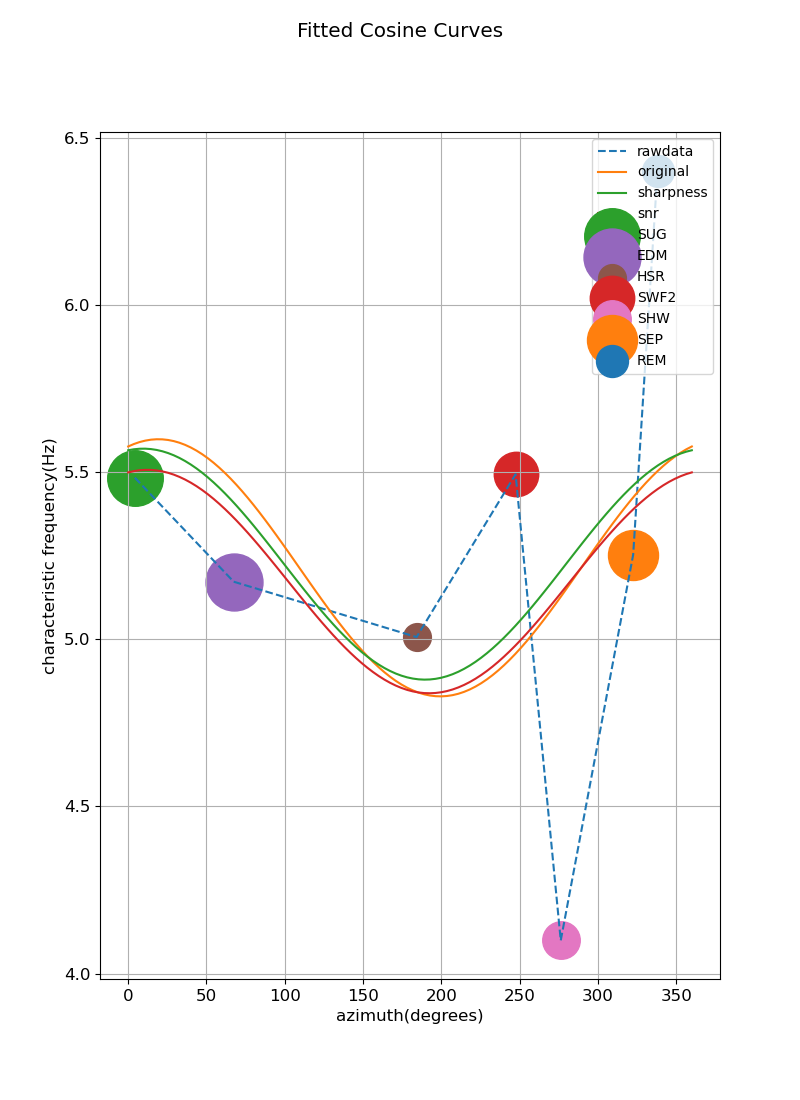 Fitted Cosine Curves
6.5
6.0
5.5
5.0
4.5
4.0
characteristic frequency(Hz)
0 50 100 150 200 250 300 350
azimuth(degrees)
rawdata
original
sharpness
snr
SUG
EDM
HSR
SWF2
SHW
SEP
REM